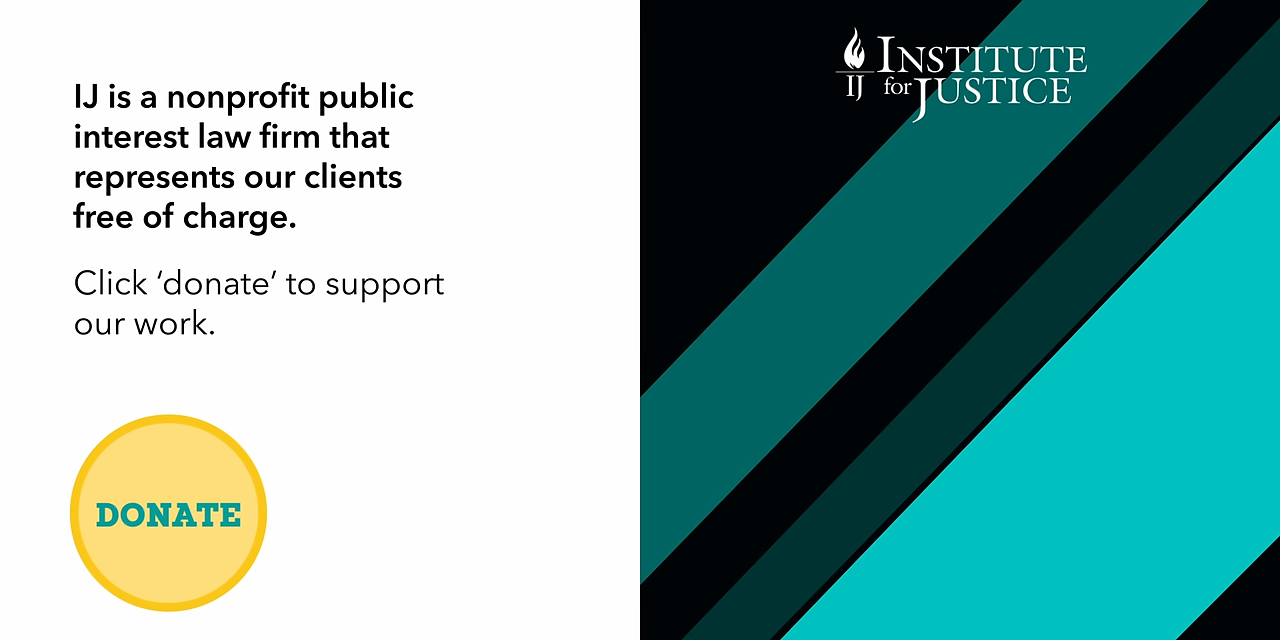 IJ is a nonprofit public
interest law firm that
represents our clients
free of charge.
Click ‘donate’ to support
our work.
DONATE
IJ
INSTITUTE
for JUSTICE